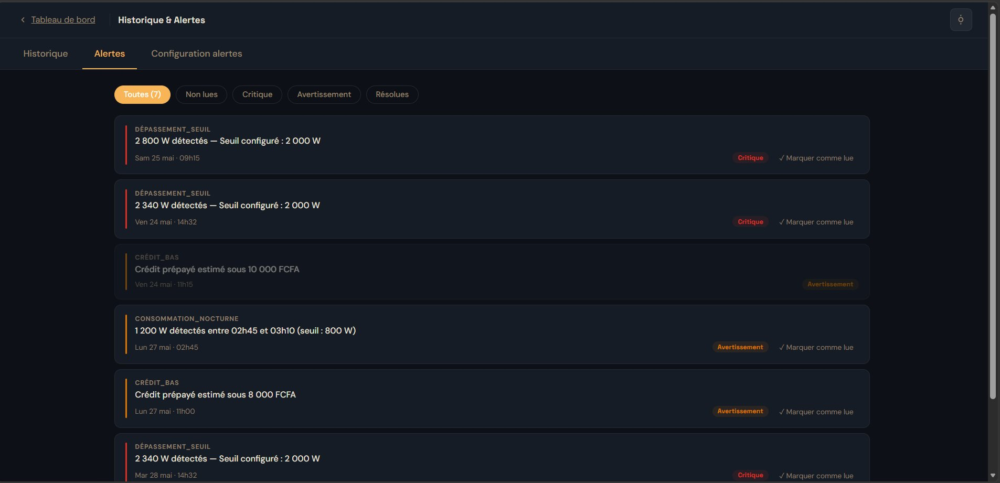 Tableau de bord
Historique & Alertes
Historique
Alertes
Configuration alertes
Toutes (7)
Non lues
Critique
Avertissement
Résolues
DÉPASSEMENT_SEUIL
2 800 W détectés — Seuil configuré : 2 000 W
Sam 25 mai · 09h15
Critique
✓ Marquer comme lue
DÉPASSEMENT_SEUIL
2 340 W détectés — Seuil configuré : 2 000 W
Ven 24 mai · 14h32
Critique
✓ Marquer comme lue
CRÉDIT_BAS
Crédit prépayé estimé sous 10 000 FCFA
Ven 24 mai · 11h15
Avertissement
CONSOMMATION_NOCTURNE
1 200 W détectés entre 02h45 et 03h10 (seuil : 800 W)
Lun 27 mai · 02h45
Avertissement
✓ Marquer comme lue
CRÉDIT_BAS
Crédit prépayé estimé sous 8 000 FCFA
Lun 27 mai · 11h00
Avertissement
✓ Marquer comme lue
DÉPASSEMENT_SEUIL
2 340 W détectés — Seuil configuré : 2 000 W
Mar 28 mai · 14h32
Critique
✓ Marquer comme lue